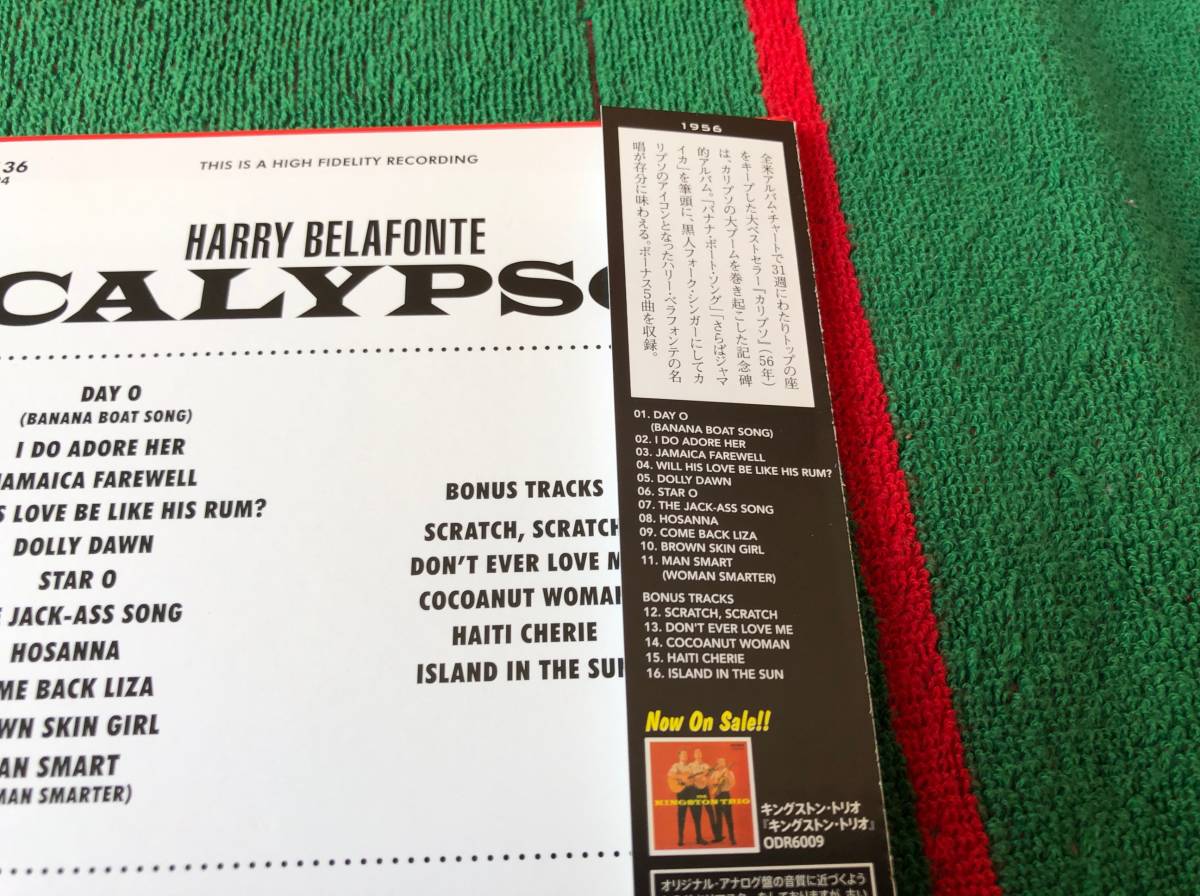 36
THIS IS A HIGH FIDELITY RECORDING
HARRY BELAFONTE
CALYPS
DAY O
(BANANA BOAT SONG)
I DO ADORE HER
JAMAICA FAREWELL
S LOVE BE LIKE HIS RUM?
DOLLY DAWN
STAR O
E JACK-ASS SONG
HOSANNA
ME BACK LIZA
WN SKIN GIRL
AN SMART
MAN SMARTER)
BONUS TRACKS
SCRATCH, SCRATCH
DON'T EVER LOVE M
COCOANUT WOMAN
HAITI CHERIE
ISLAND IN THE SUN
1956
全米アルバム・チャートで31週にわたりトップの座
をキープした大ベストセラー『カリプソ』（56年）
は、カリプソの大ブームを巻き起こした記念碑
的アルバム。「バナナ・ボート・ソング」「さらばジャマ
イカ」を筆頭に、黒人フォーク・シンガーにしてカ
リプソのアイコンとなったハリー・ベラフォンテの名
唱が存分に味わえる。ボーナス5曲を収録。
01. DAY O
(BANANA BOAT SONG)
02. I DO ADORE HER
03. JAMAICA FAREWELL
04. WILL HIS LOVE BE LIKE HIS RUM?
05. DOLLY DAWN
06. STAR O
07. THE JACK-ASS SONG
08. HOSANNA
09. COME BACK LIZA
10. BROWN SKIN GIRL
11. MAN SMART
(WOMAN SMARTER)
BONUS TRACKS
12. SCRATCH, SCRATCH
13. DON'T EVER LOVE ME
14. COCOANUT WOMAN
15. HAITI CHERIE
16. ISLAND IN THE SUN
Now On Sale!!
THE
KINGSTON TRIO
キングストン・トリオ
『キングストン・トリオ』
ODR6009
オリジナル・アナログ盤の音質に近づくよう